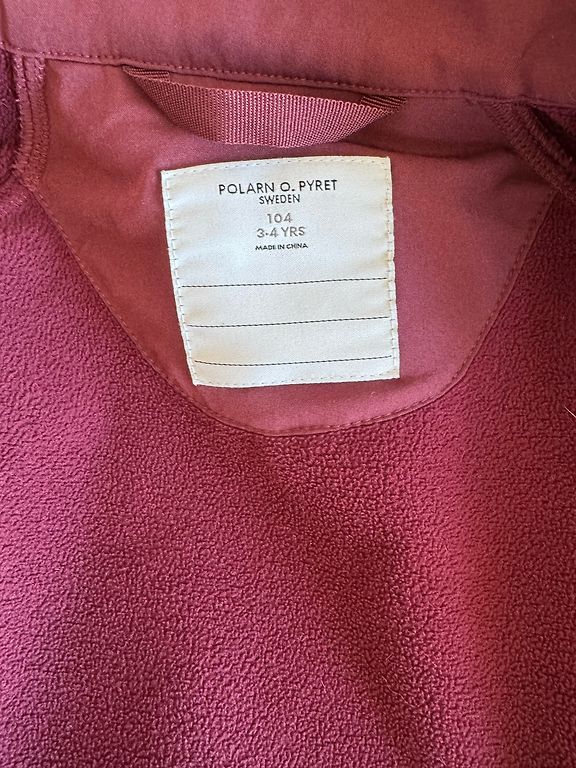 POLARN O. PYRET
SWEDEN
104
3-4 YRS
MADE IN CHINA